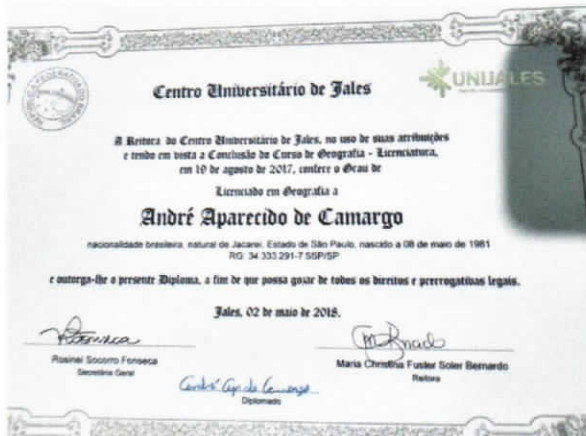 UNIJALES
Centro Universitário de Jales
A Reitora do Centro Universitário de Jales, no uso de suas atribuições
e tendo em vista a Conclusão do Curso de Geografia - Licenciatura,
em 19 de agosto de 2017, confere o Grau de
Licenciado em Geografia a
André Aparecido de Camargo
nacionalidade brasileira, natural de Jacareí, Estado de São Paulo, nascido a 08 de maio de 1981
RG: 34.333.291-7 SSP/SP
e outorga-lhe o presente Diploma, a fim de que possa gozar de todos os direitos e prerrogativas legais.
Jales, 02 de maio de 2018.
Rosinei Socorro Fonseca
Secretária Geral
Maria Christina Fuster Soler Bernardo
Reitora
Diplomado